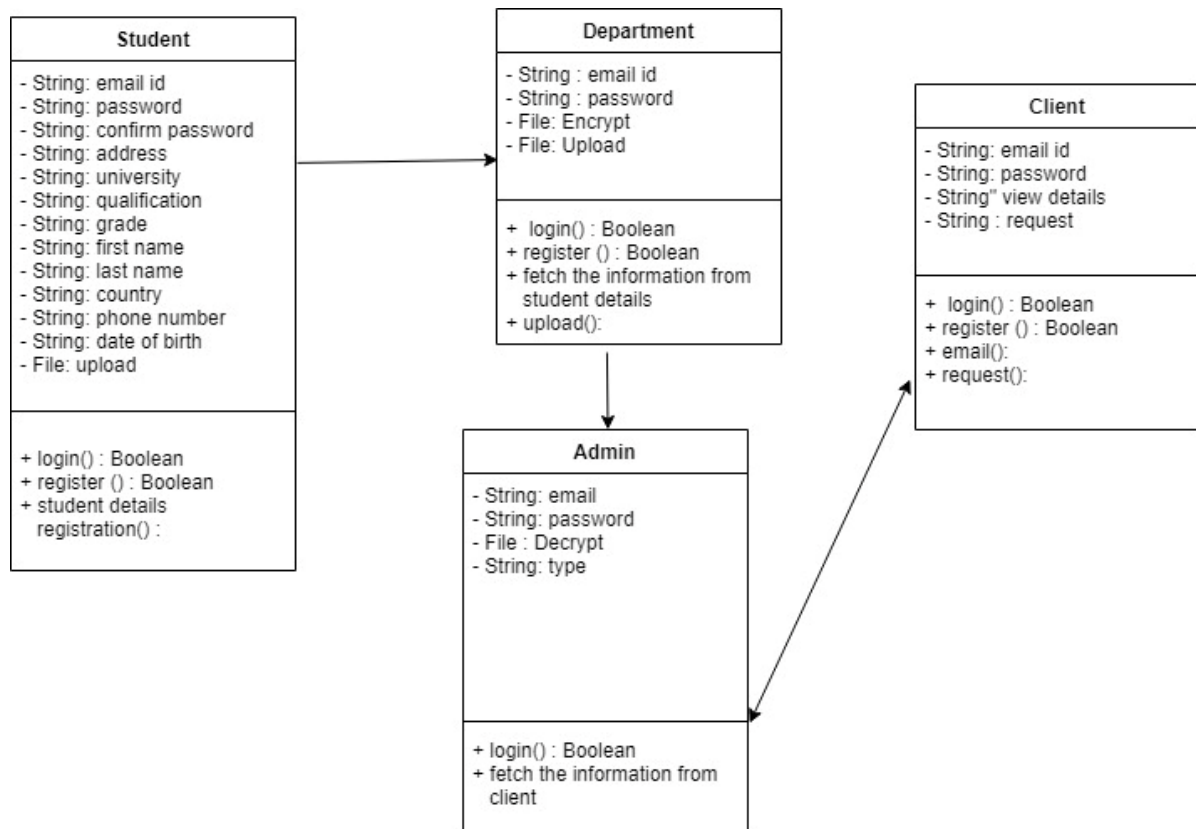 Student
- String: email id
- String: password
- String: confirm password
- String: address
- String: university
- String: qualification
- String: grade
- String: first name
- String: last name
- String: country
- String: phone number
- String: date of birth
- File: upload
+ login() : Boolean
+ register () : Boolean
+ student details
registration() :
Department
- String : email id
- String : password
- File: Encrypt
- File: Upload
+ login() : Boolean
+ register () : Boolean
+ fetch the information from
student details
+ upload():
Admin
- String: email
- String: password
- File : Decrypt
- String: type
+ login() : Boolean
+ fetch the information from
client
Client
- String: email id
- String: password
- String" view details
- String : request
+ login() : Boolean
+ register () : Boolean
+ email():
+ request():